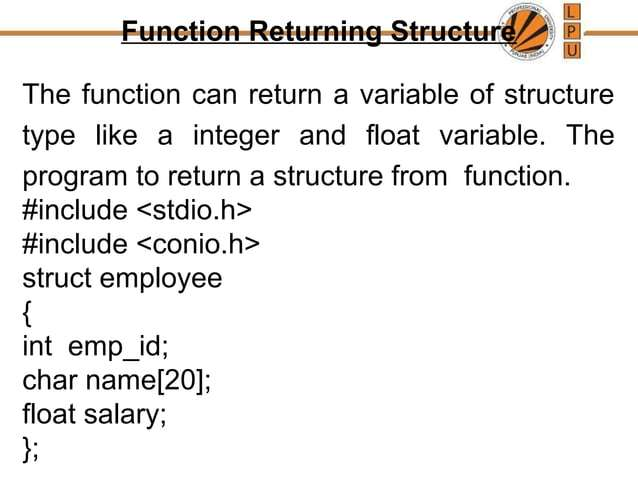 Function Returning Structure
L
P
U
The function can return a variable of structure
type like a integer and float variable. The
program to return a structure from function.
#include <stdio.h>
#include <conio.h>
struct employee
{
int emp_id;
char name[20];
float salary;
};